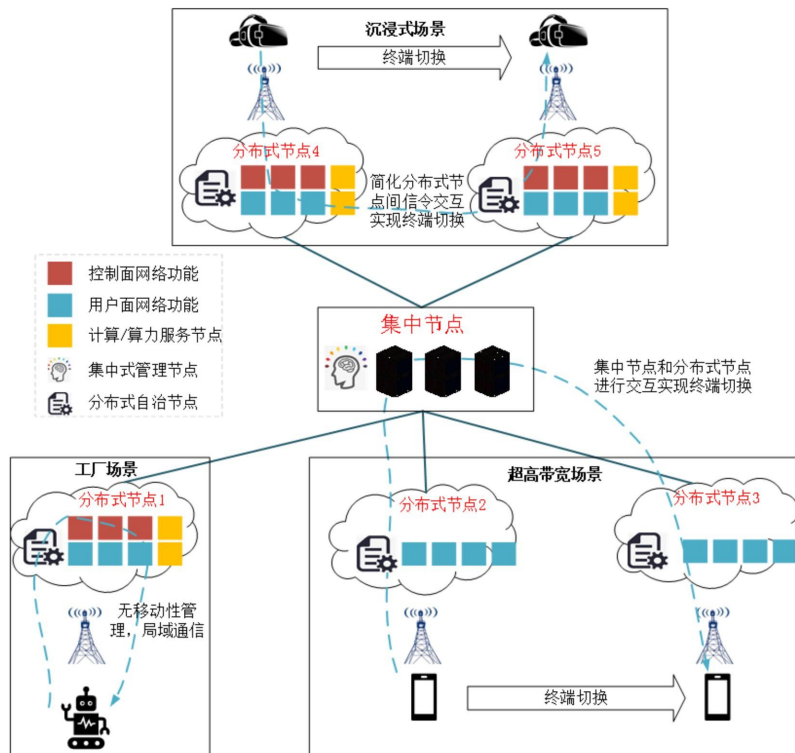 沉浸式场景
终端切换
分布式节点4
分布式节点5
简化分布式节
点间信令交互
实现终端切换
控制面网络功能
用户面网络功能
计算/算力服务节点
集中式管理节点
分布式自治节点
集中节点
集中节点和分布式节点
进行交互实现终端切换
工厂场景
分布式节点1
无移动性管
理，局域通信
超高带宽场景
分布式节点2
分布式节点3
终端切换